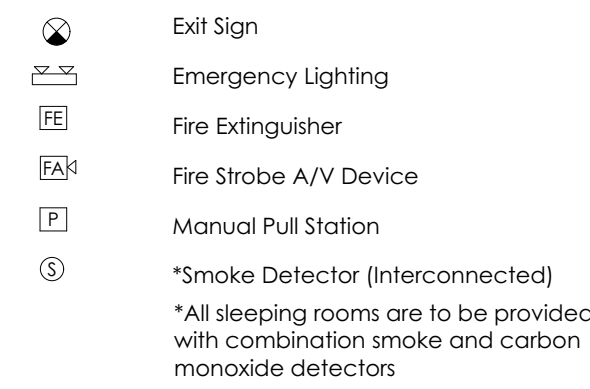 Exit Sign
Emergency Lighting
FE Fire Extinguisher
FA Fire Strobe A/V Device
P Manual Pull Station
S *Smoke Detector (Interconnected)
*All sleeping rooms are to be provided
with combination smoke and carbon
monoxide detectors